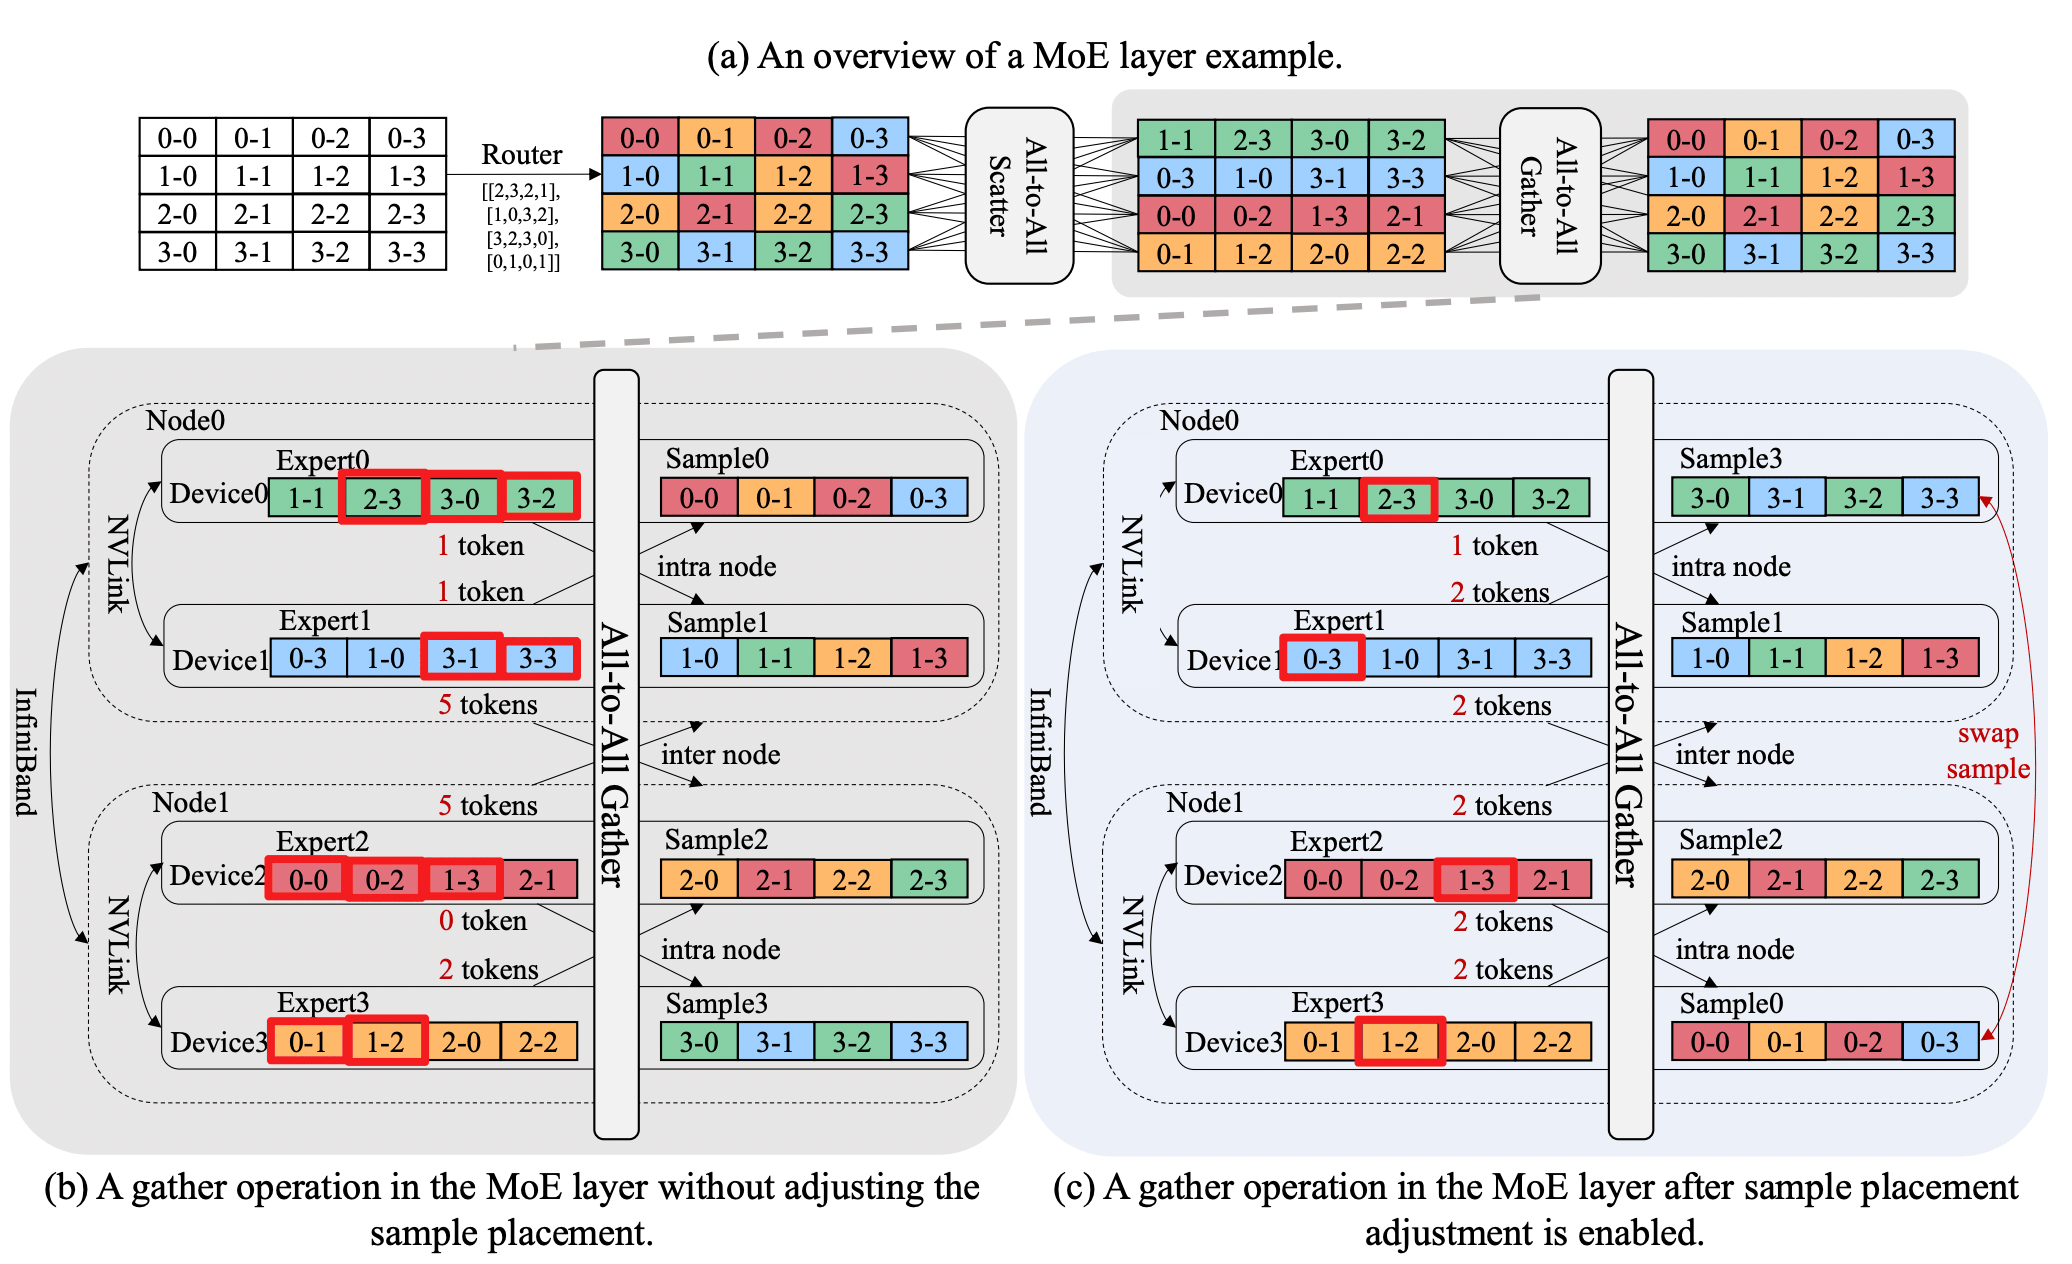 (a) An overview of a MoE layer example.
0-0 0-1 0-2 0-3
1-0 1-1 1-2 1-3
2-0 2-1 2-2 2-3
3-0 3-1 3-2 3-3
Router
[[2,3,2,1],
[1,0,3,2],
[3,2,3,0],
[0,1,0,1]]
0-0 0-1 0-2 0-3
1-0 1-1 1-2 1-3
2-0 2-1 2-2 2-3
3-0 3-1 3-2 3-3
All-to-All
Scatter
1-1 2-3 3-0 3-2
0-3 1-0 3-1 3-3
0-0 0-2 1-3 2-1
0-1 1-2 2-0 2-2
All-to-All
Gather
0-0 0-1 0-2 0-3
1-0 1-1 1-2 1-3
2-0 2-1 2-2 2-3
3-0 3-1 3-2 3-3
InfiniBand
Node0
NVLink
Expert0
Device0 1-1 2-3 3-0 3-2
1 token
1 token
Expert1
Device1 0-3 1-0 3-1 3-3
5 tokens
5 tokens
Node1
NVLink
Expert2
Device2 0-0 0-2 1-3 2-1
0 token
2 tokens
Expert3
Device3 0-1 1-2 2-0 2-2
All-to-All Gather
Sample0
0-0 0-1 0-2 0-3
intra node
Sample1
1-0 1-1 1-2 1-3
inter node
Sample2
2-0 2-1 2-2 2-3
intra node
Sample3
3-0 3-1 3-2 3-3
(b) A gather operation in the MoE layer without adjusting the
sample placement.
InfiniBand
Node0
NVLink
Expert0
Device0 1-1 2-3 3-0 3-2
1 token
2 tokens
Expert1
Device1 0-3 1-0 3-1 3-3
2 tokens
2 tokens
Node1
NVLink
Expert2
Device2 0-0 0-2 1-3 2-1
2 tokens
2 tokens
Expert3
Device3 0-1 1-2 2-0 2-2
All-to-All Gather
Sample3
3-0 3-1 3-2 3-3
intra node
Sample1
1-0 1-1 1-2 1-3
inter node
swap
sample
Sample2
2-0 2-1 2-2 2-3
intra node
Sample0
0-0 0-1 0-2 0-3
(c) A gather operation in the MoE layer after sample placement
adjustment is enabled.